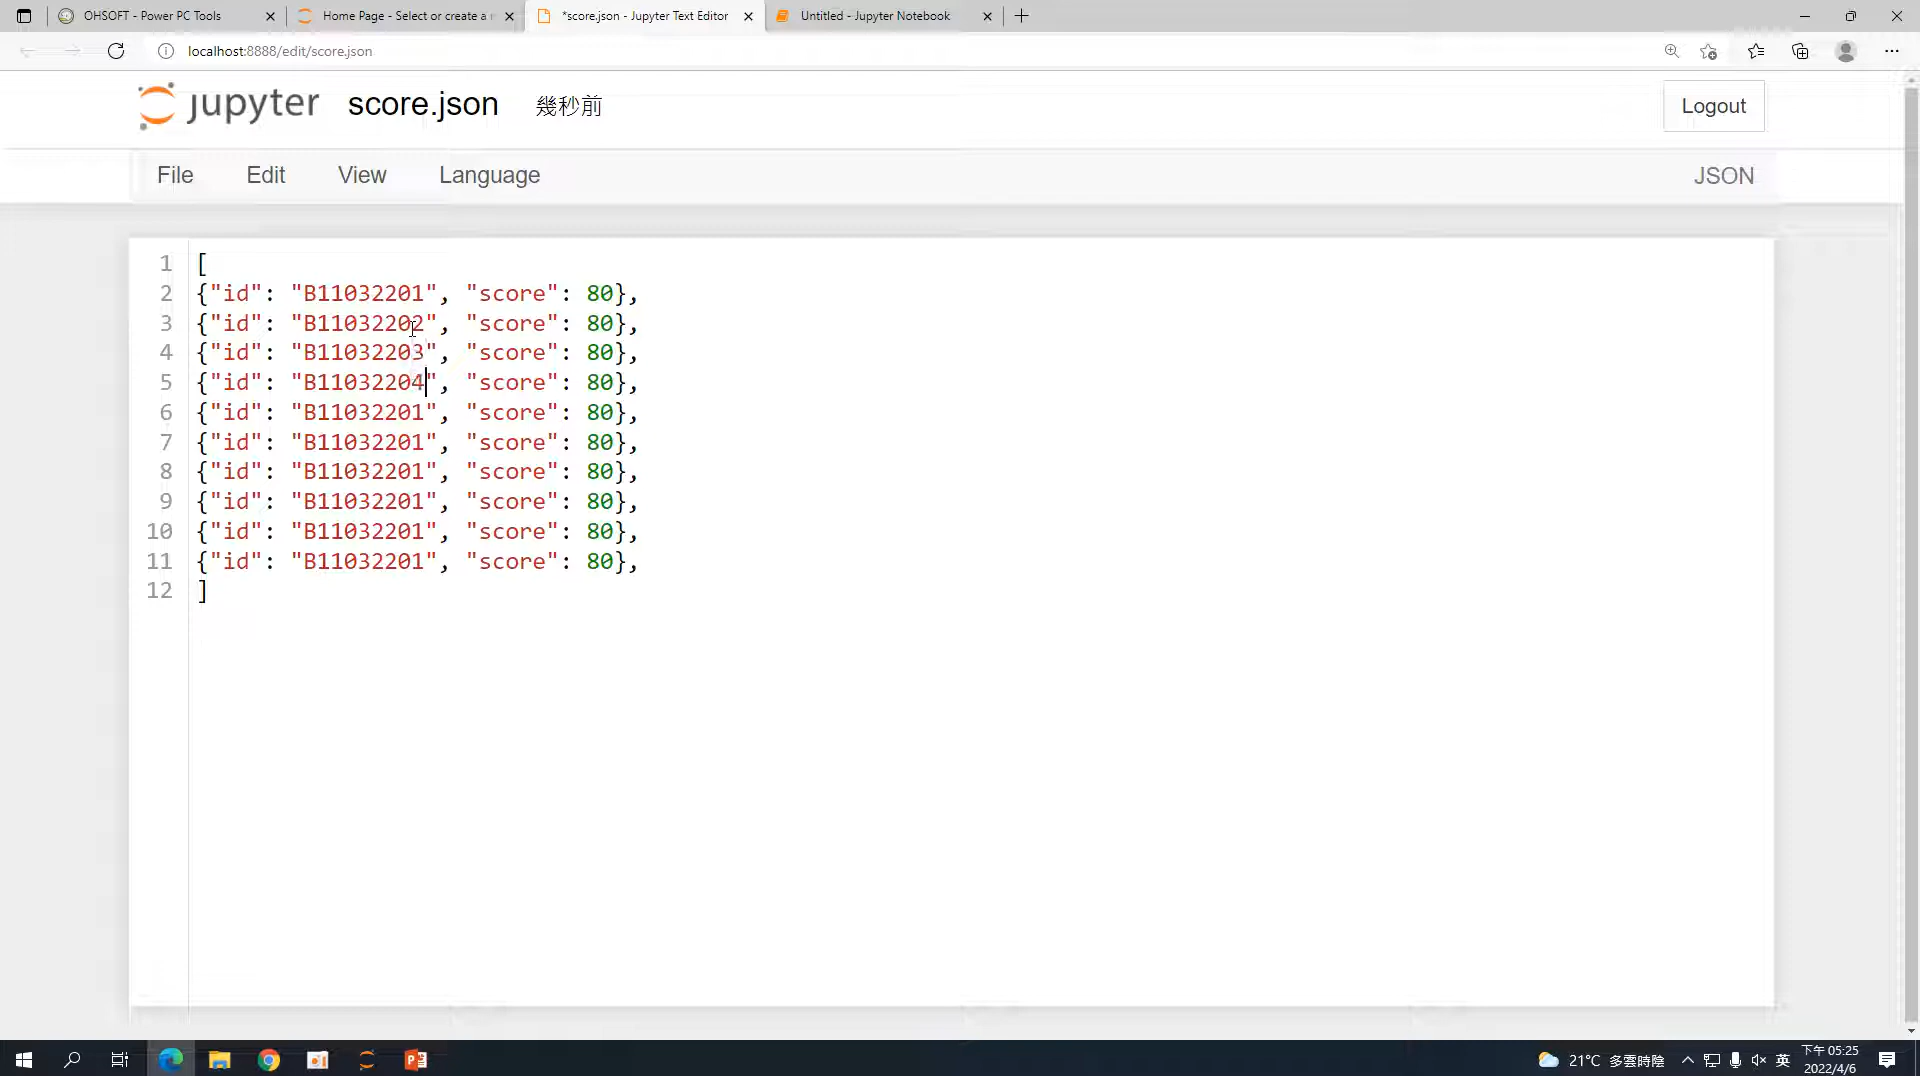 OHSOFT - Power PC Tools
Home Page - Select or create a n
*score.json - Jupyter Text Editor
Untitled - Jupyter Notebook
localhost:8888/edit/score.json
jupyter score.json 幾秒前
Logout
File Edit View Language
JSON
1 [
2 {"id": "B11032201", "score": 80},
3 {"id": "B11032202", "score": 80},
4 {"id": "B11032203", "score": 80},
5 {"id": "B11032204", "score": 80},
6 {"id": "B11032201", "score": 80},
7 {"id": "B11032201", "score": 80},
8 {"id": "B11032201", "score": 80},
9 {"id": "B11032201", "score": 80},
10 {"id": "B11032201", "score": 80},
11 {"id": "B11032201", "score": 80},
12 ]
21°C 多雲時陰
英
下午 05:25
2022/4/6